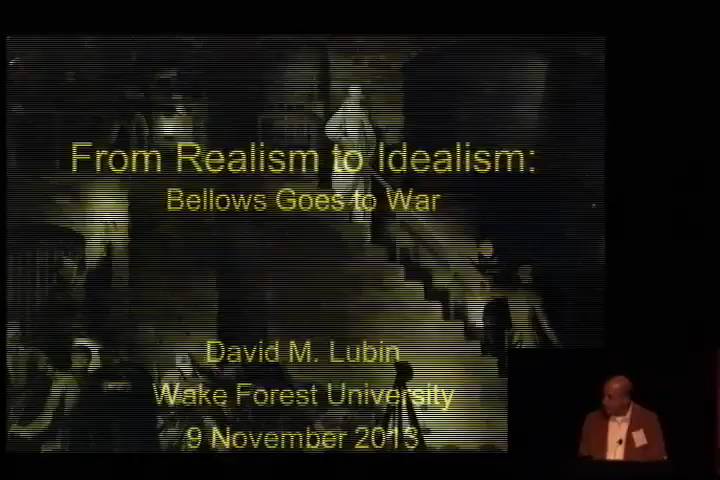 From Realism to Idealism:
Bellows Goes to War
David M. Lubin
Wake Forest University
9 November 2013